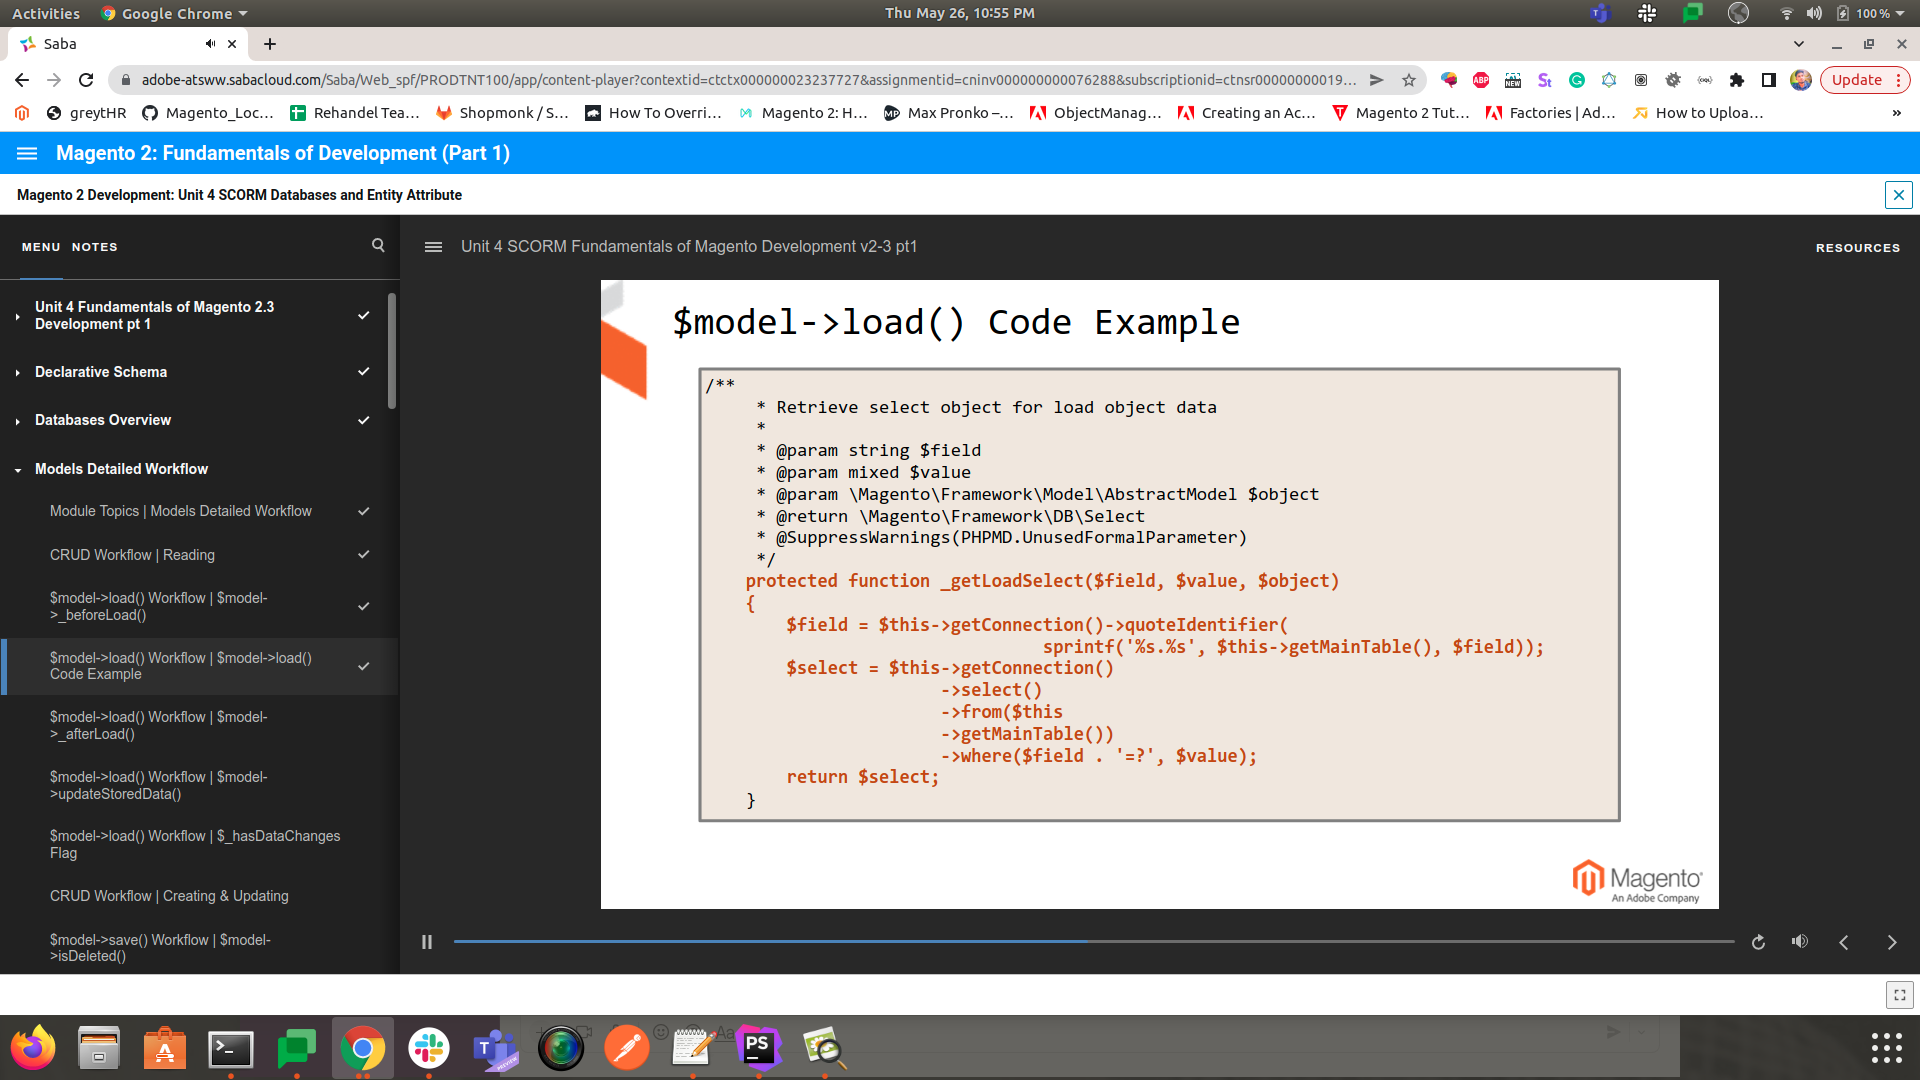 Activities
Google Chrome
Thu May 26, 10:55 PM
100 %
Saba
adobe-atsww.sabacloud.com/Saba/Web_spf/PRODTNT100/app/content-player?contextid=ctctx000000023237727&assignmentid=cninv000000000076288&subscriptionid=ctnsr00000000019...
Update
greytHR
Magento_Loc...
Rehandel Tea...
Shopmonk / S...
How To Overri...
Magento 2: H...
Max Pronko –...
ObjectManag...
Creating an Ac...
Magento 2 Tut...
Factories | Ad...
How to Uploa...
Magento 2: Fundamentals of Development (Part 1)
Magento 2 Development: Unit 4 SCORM Databases and Entity Attribute
MENU NOTES
Unit 4 SCORM Fundamentals of Magento Development v2-3 pt1
RESOURCES
Unit 4 Fundamentals of Magento 2.3
Development pt 1
Declarative Schema
Databases Overview
Models Detailed Workflow
Module Topics | Models Detailed Workflow
CRUD Workflow | Reading
$model->load() Workflow | $model-
>_beforeLoad()
$model->load() Workflow | $model->load()
Code Example
$model->load() Workflow | $model-
>_afterLoad()
$model->load() Workflow | $model-
>updateStoredData()
$model->load() Workflow | $_hasDataChanges
Flag
CRUD Workflow | Creating & Updating
$model->save() Workflow | $model-
>isDeleted()
$model->load() Code Example
/**
* Retrieve select object for load object data
*
* @param string $field
* @param mixed $value
* @param \Magento\Framework\Model\AbstractModel $object
* @return \Magento\Framework\DB\Select
* @SuppressWarnings(PHPMD.UnusedFormalParameter)
*/
protected function _getLoadSelect($field, $value, $object)
{
$field = $this->getConnection()->quoteIdentifier(
sprintf('%s.%s', $this->getMainTable(), $field));
$select = $this->getConnection()
->select()
->from($this
->getMainTable())
->where($field . '=?', $value);
return $select;
}
Magento
An Adobe Company